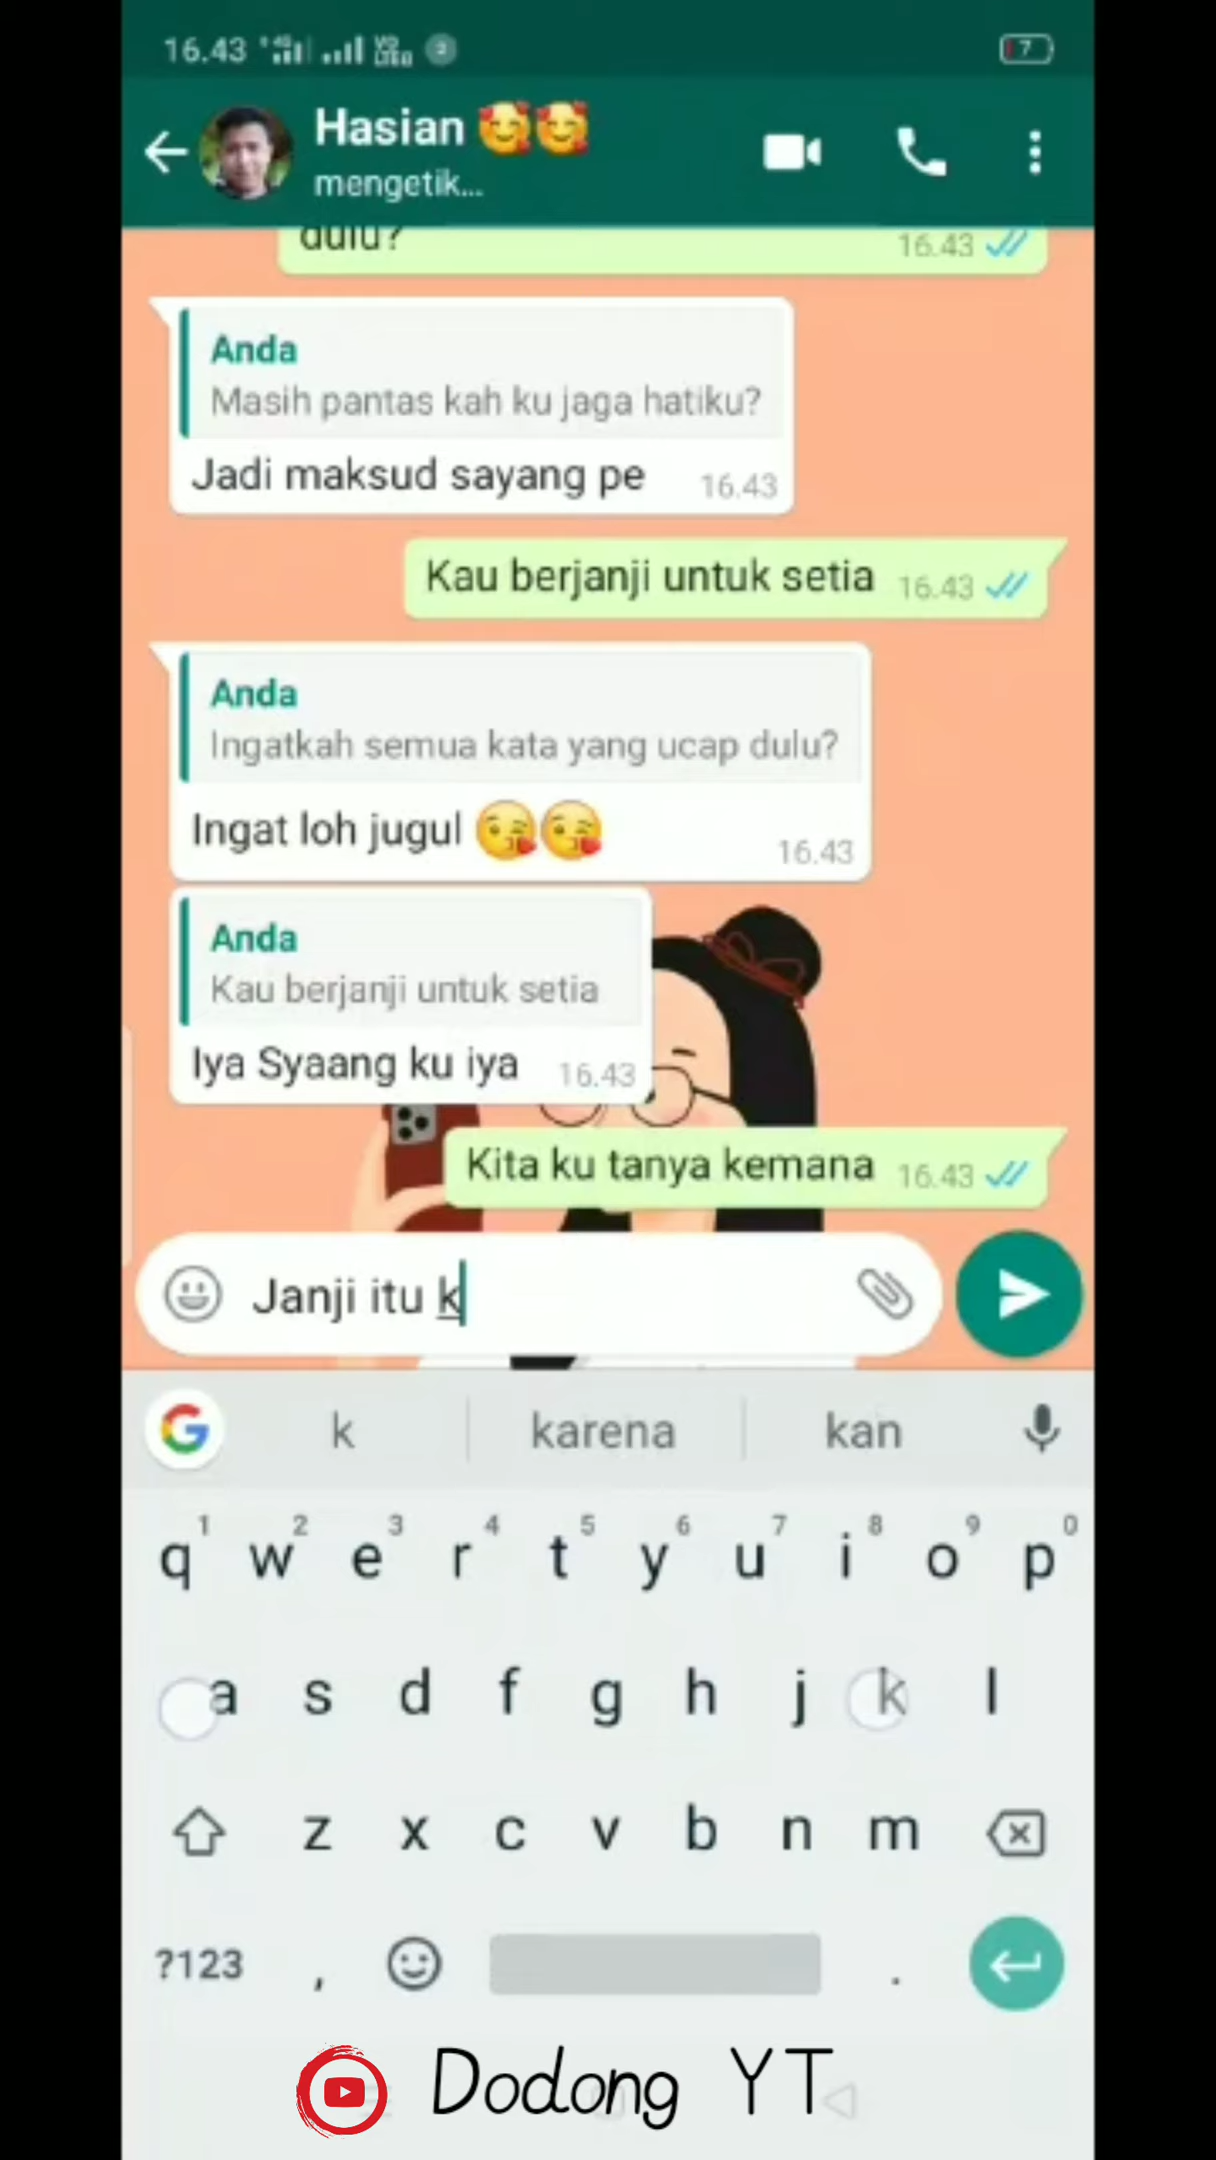 16.43
7
Hasian 🥰🥰
mengetik...
dulu?
16.43
Anda
Masih pantas kah ku jaga hatiku?
Jadi maksud sayang pe 16.43
Kau berjanji untuk setia 16.43
Anda
Ingatkah semua kata yang ucap dulu?
Ingat loh jugul 😘😘
16.43
Anda
Kau berjanji untuk setia
Iya Syaang ku iya 16.43
Kita ku tanya kemana 16.43
Janji itu k
k karena kan
1 2 3 4 5 6 7 8 9 0
q w e r t y u i o p
a s d f g h j k l
z x c v b n m
?123 , .
Dodong YT